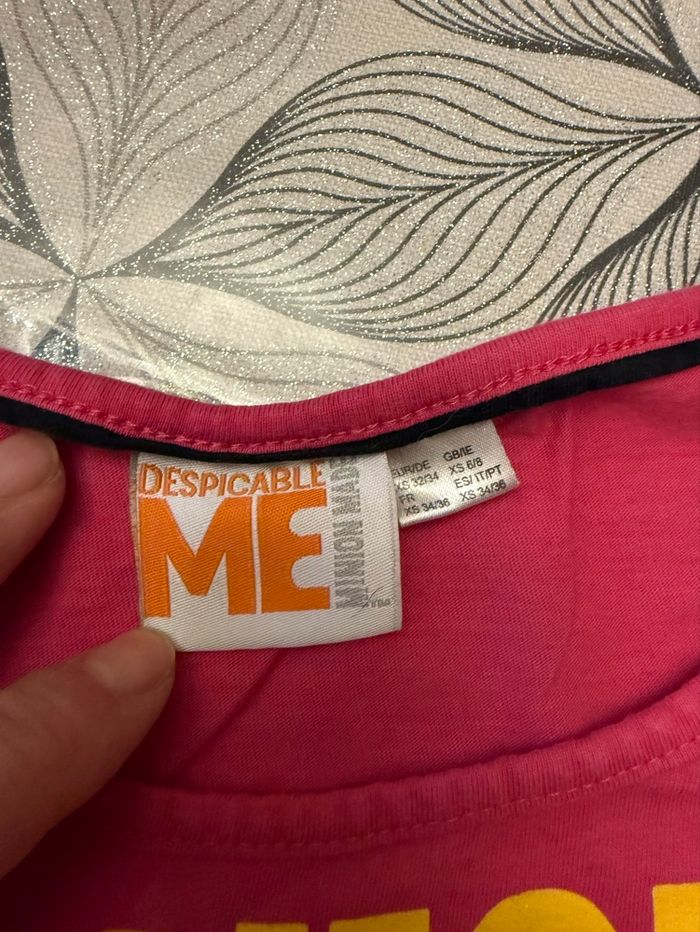 DESPICABLE
ME
MINION MADE
EUR/DE
XS 32/34
FR
XS 34/36
GB/IE
XS 6/8
ES/IT/PT
XS 34/36